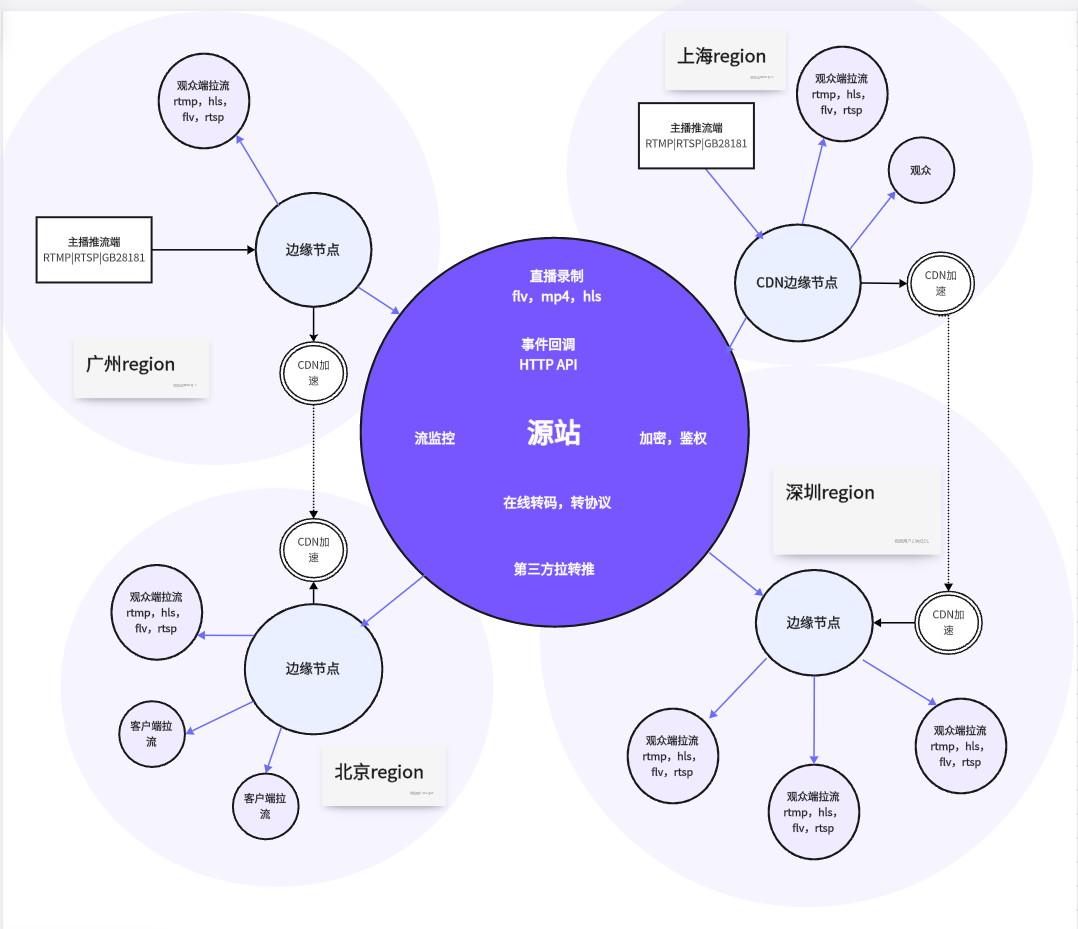 上海region
观众端拉流
rtmp，hls，
flv，rtsp
主播推流端
RTMP|RTSP|GB28181
观众
CDN边缘节点
CDN加
速
观众端拉流
rtmp，hls，
flv，rtsp
主播推流端
RTMP|RTSP|GB28181
边缘节点
CDN加
速
广州region
直播录制
flv，mp4，hls
事件回调
HTTP API
流监控
源站
加密，鉴权
在线转码，转协议
第三方拉转推
深圳region
边缘节点
CDN加
速
观众端拉流
rtmp，hls，
flv，rtsp
观众端拉流
rtmp，hls，
flv，rtsp
观众端拉流
rtmp，hls，
flv，rtsp
CDN加
速
观众端拉流
rtmp，hls，
flv，rtsp
边缘节点
客户端拉
流
客户端拉
流
北京region